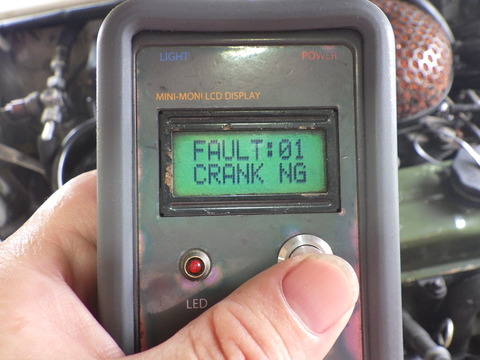 LIGHT POWER
MINI-MONI LCD DISPLAY
FAULT:01
CRANK NG
LED